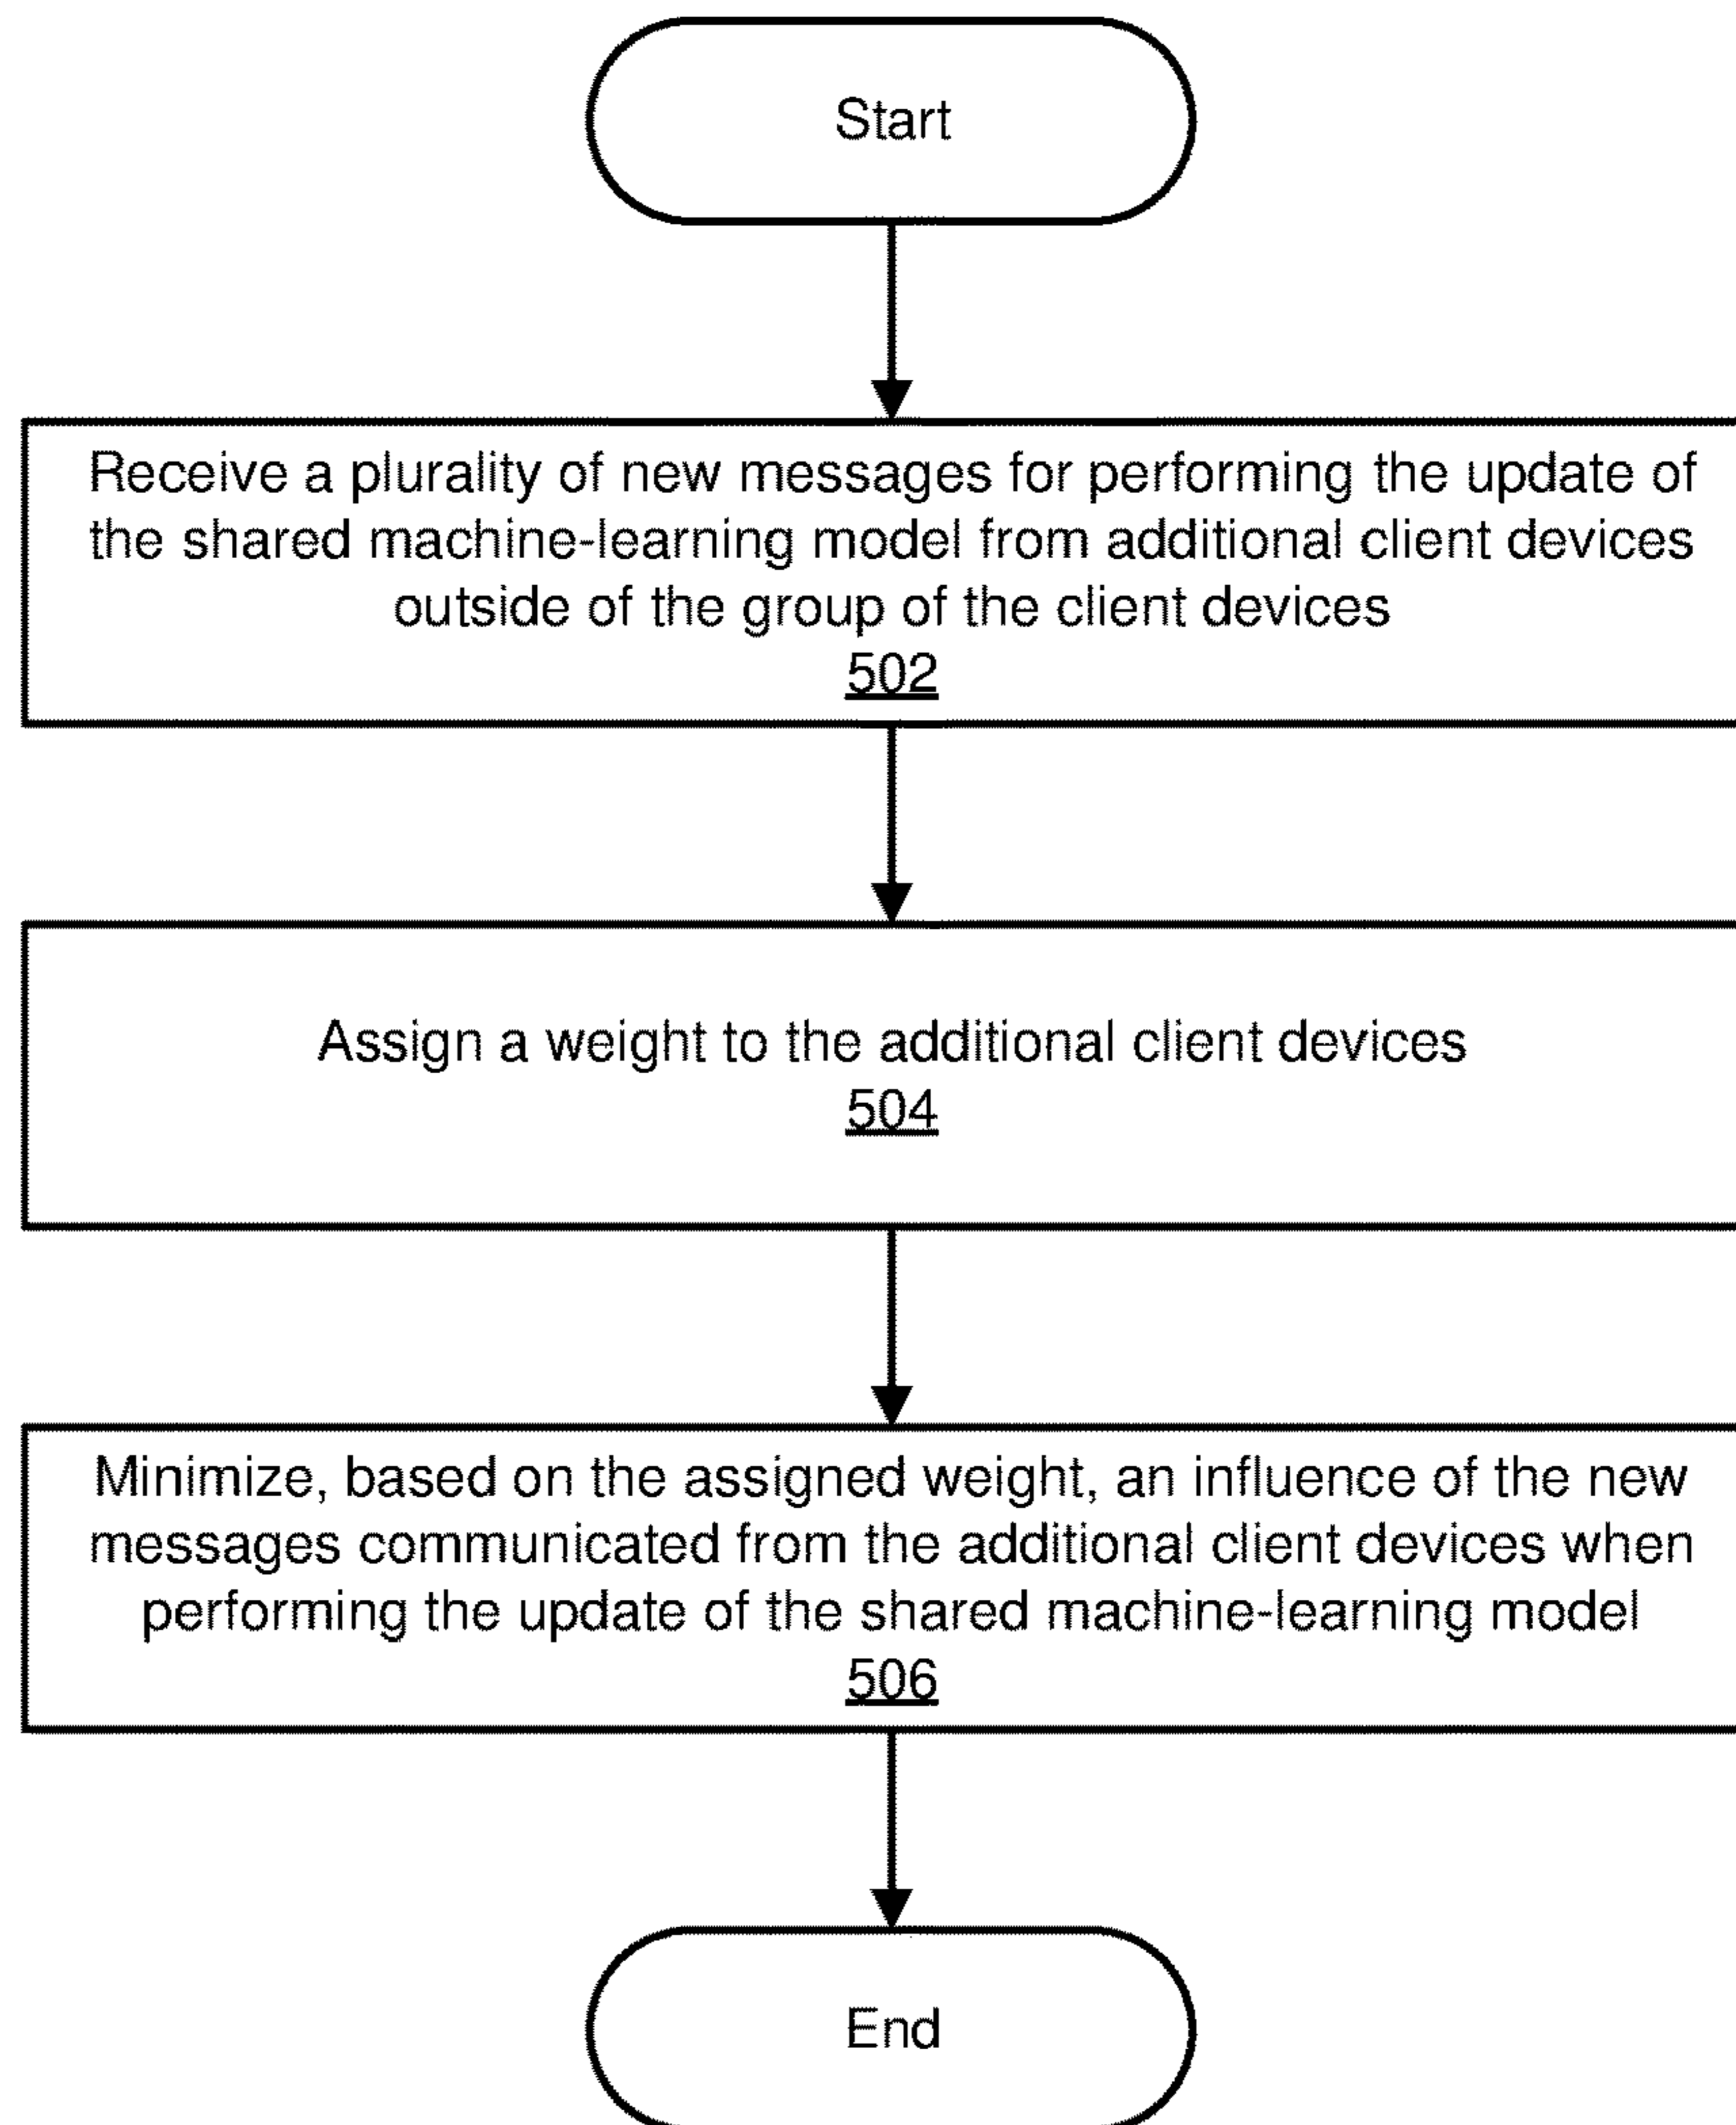 Start
Receive a plurality of new messages for performing the update of
the shared machine-learning model from additional client devices
outside of the group of the client devices
502
Assign a weight to the additional client devices
504
Minimize, based on the assigned weight, an influence of the new
messages communicated from the additional client devices when
performing the update of the shared machine-learning model
506
End